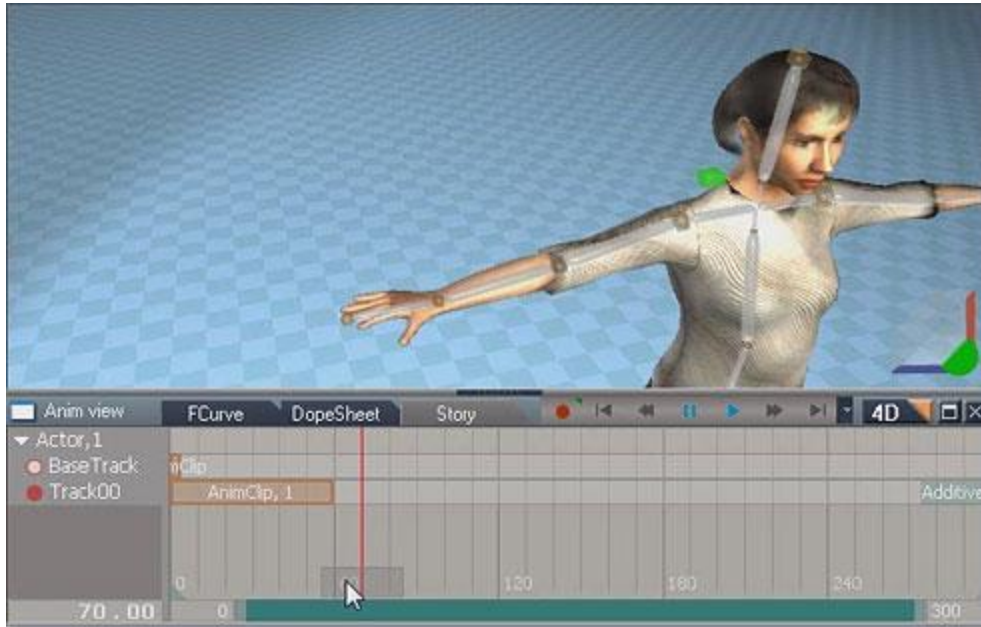 Anim view FCurve DopeSheet Story 4D
Actor,1
BaseTrack
Track00 AnimClip, 1 Additive
0 120 180 240
70.00 0 300